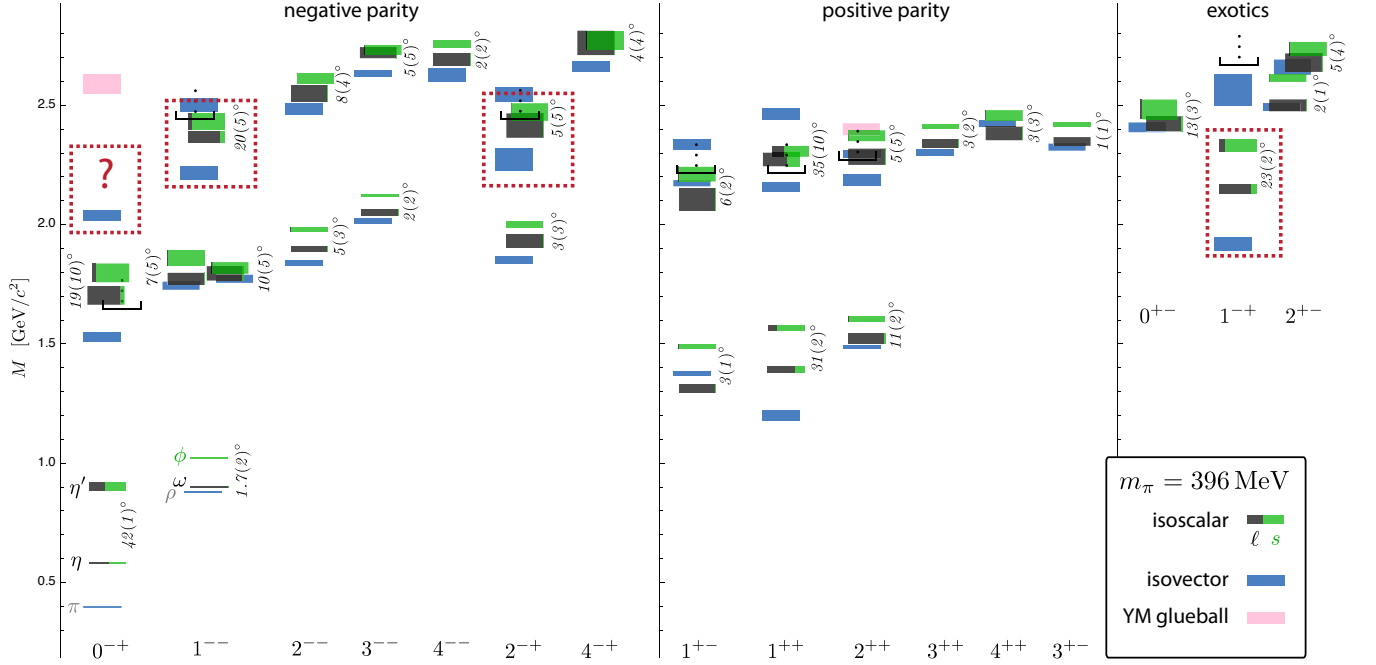 negative parity
positive parity
exotics
M [GeV/c²]
2.5
2.0
1.5
1.0
0.5
?
19(10)°
42(1)°
η′
η
π
7(5)°
10(5)°
20(5)°
1.7(2)°
ϕ
ω
ρ
5(3)°
8(4)°
2(2)°
5(5)°
2(2)°
3(3)°
5(5)°
4(4)°
3(1)°
6(2)°
31(2)°
35(10)°
11(2)°
5(5)°
3(2)°
3(3)°
1(1)°
13(3)°
23(2)°
2(1)°
5(4)°
0⁻⁺ 1⁻⁻ 2⁻⁻ 3⁻⁻ 4⁻⁻ 2⁻⁺ 4⁻⁺ 1⁺⁻ 1⁺⁺ 2⁺⁺ 3⁺⁺ 4⁺⁺ 3⁺⁻
0⁺⁻ 1⁻⁺ 2⁺⁻
m_π = 396 MeV
isoscalar
ℓ s
isovector
YM glueball